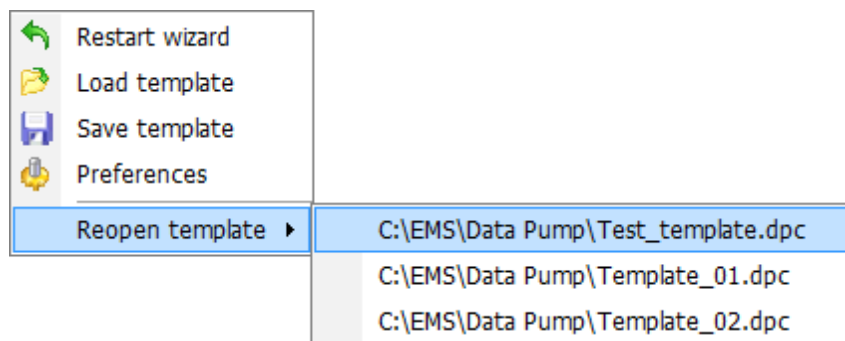 Restart wizard
Load template
Save template
Preferences
Reopen template
C:\EMS\Data Pump\Test_template.dpc
C:\EMS\Data Pump\Template_01.dpc
C:\EMS\Data Pump\Template_02.dpc